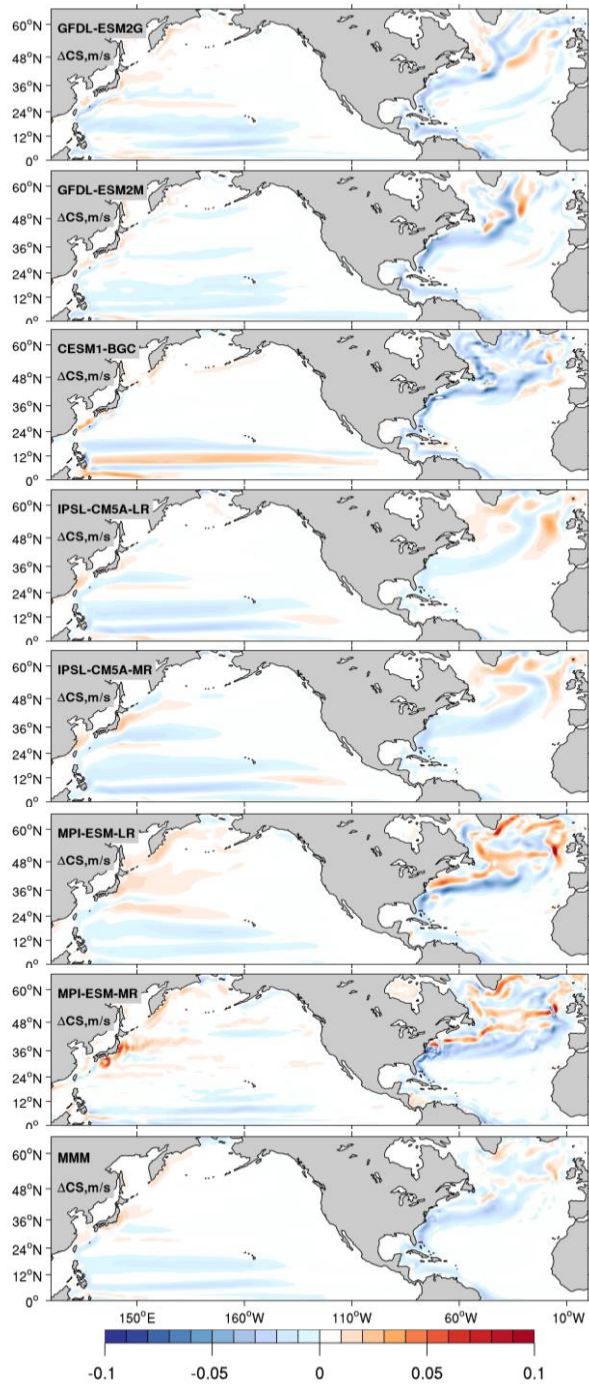 GFDL-ESM2G
ΔCS,m/s
60°N
48°N
36°N
24°N
12°N
0°
GFDL-ESM2M
ΔCS,m/s
60°N
48°N
36°N
24°N
12°N
0°
CESM1-BGC
ΔCS,m/s
60°N
48°N
36°N
24°N
12°N
0°
IPSL-CM5A-LR
ΔCS,m/s
60°N
48°N
36°N
24°N
12°N
0°
IPSL-CM5A-MR
ΔCS,m/s
60°N
48°N
36°N
24°N
12°N
0°
MPI-ESM-LR
ΔCS,m/s
60°N
48°N
36°N
24°N
12°N
0°
MPI-ESM-MR
ΔCS,m/s
60°N
48°N
36°N
24°N
12°N
0°
MMM
ΔCS,m/s
60°N
48°N
36°N
24°N
12°N
0°
150°E 160°W 110°W 60°W 10°W
-0.1 -0.05 0 0.05 0.1